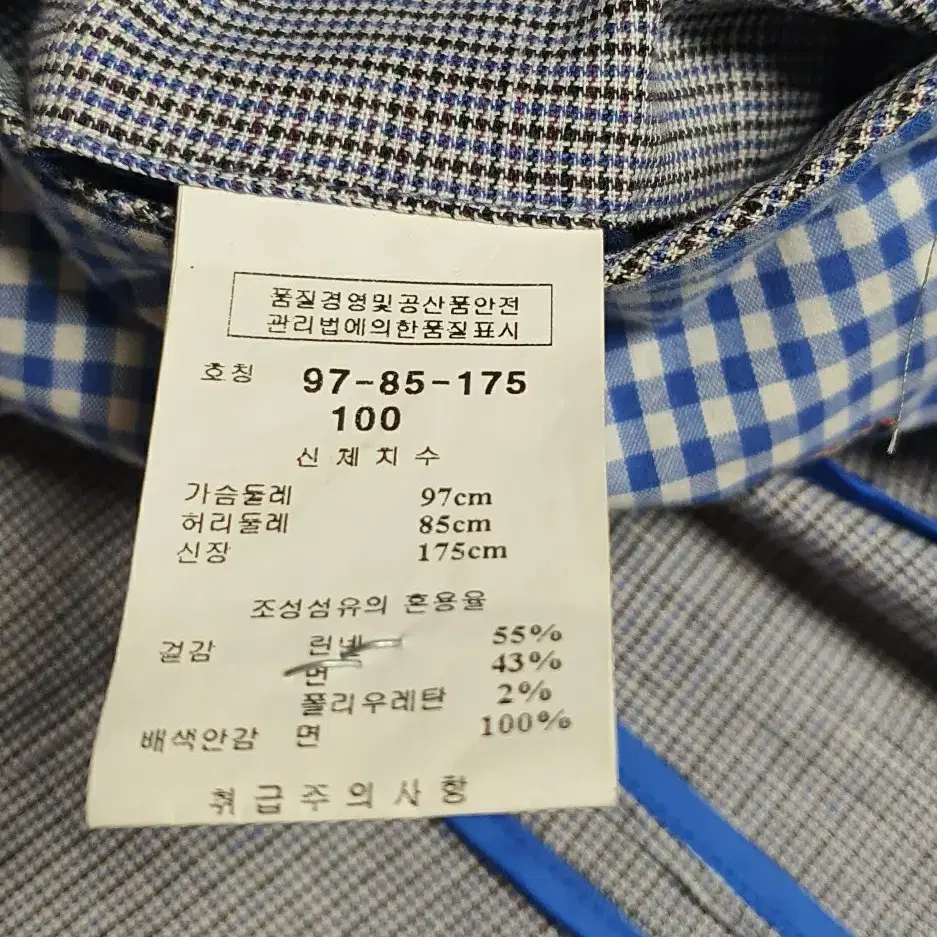 품질경영및공산품안전
관리법에의한품질표시
호칭 97-85-175
100
신체치수
가슴둘레 97cm
허리둘레 85cm
신장 175cm
조성섬유의 혼용율
겉감 린넨 55%
면 43%
폴리우레탄 2%
배색안감 면 100%
취급주의사항